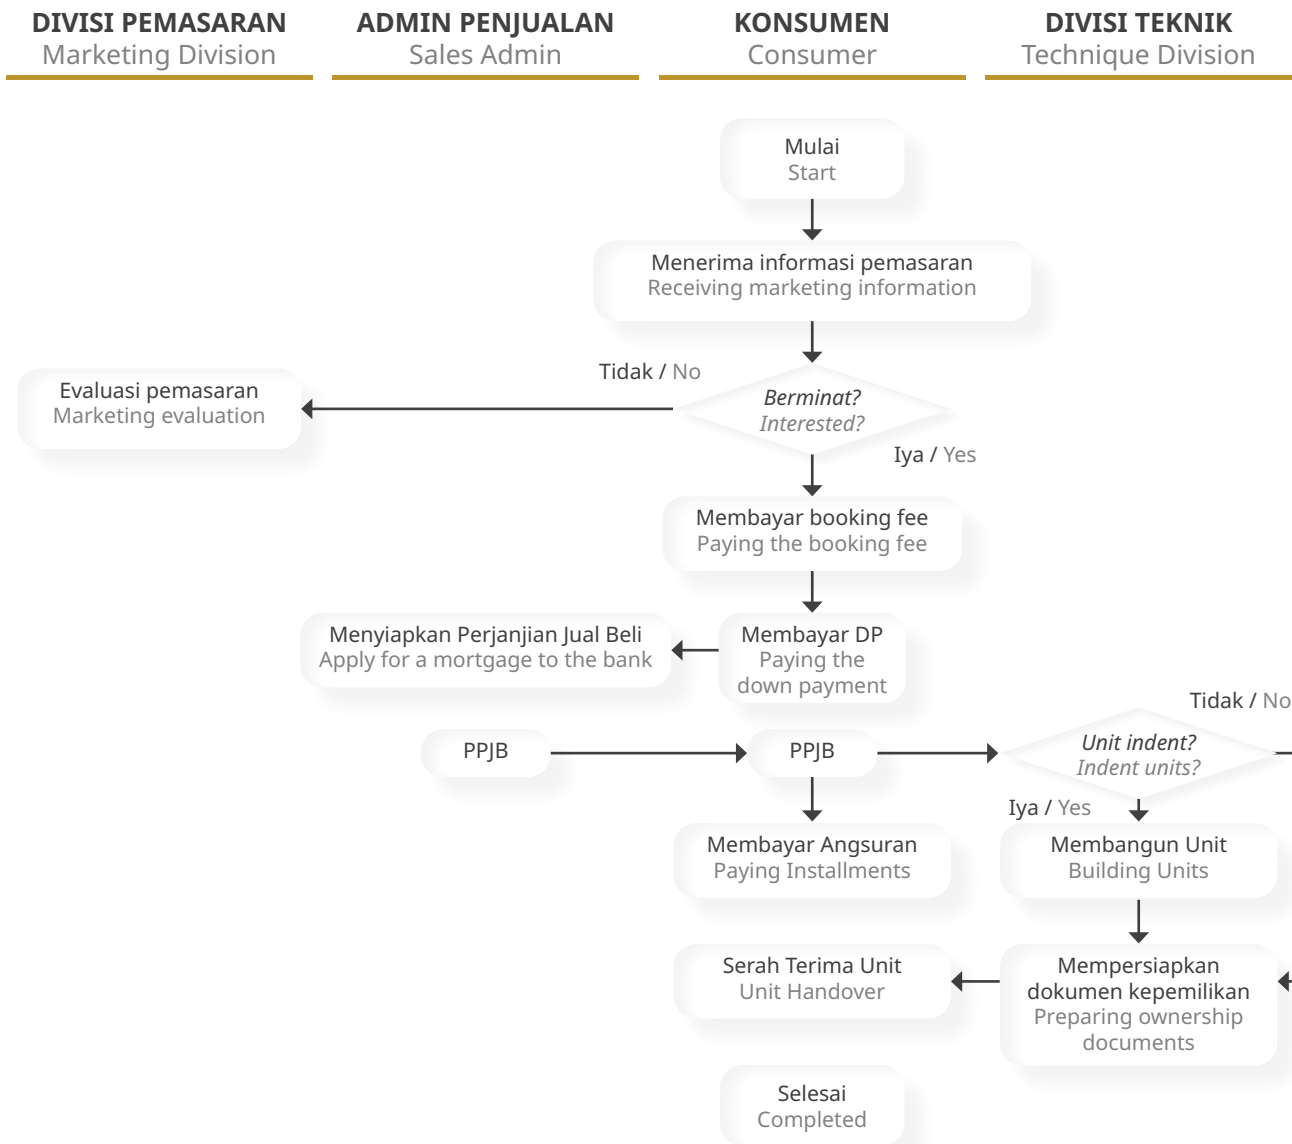 DIVISI PEMASARAN
Marketing Division
ADMIN PENJUALAN
Sales Admin
KONSUMEN
Consumer
DIVISI TEKNIK
Technique Division
Mulai
Start
Menerima informasi pemasaran
Receiving marketing information
Tidak / No
Evaluasi pemasaran
Marketing evaluation
Berminat?
Interested?
Iya / Yes
Membayar booking fee
Paying the booking fee
Menyiapkan Perjanjian Jual Beli
Apply for a mortgage to the bank
Membayar DP
Paying the
down payment
Tidak / No
PPJB
PPJB
Unit indent?
Indent units?
Iya / Yes
Membayar Angsuran
Paying Installments
Membangun Unit
Building Units
Serah Terima Unit
Unit Handover
Mempersiapkan
dokumen kepemilikan
Preparing ownership
documents
Selesai
Completed